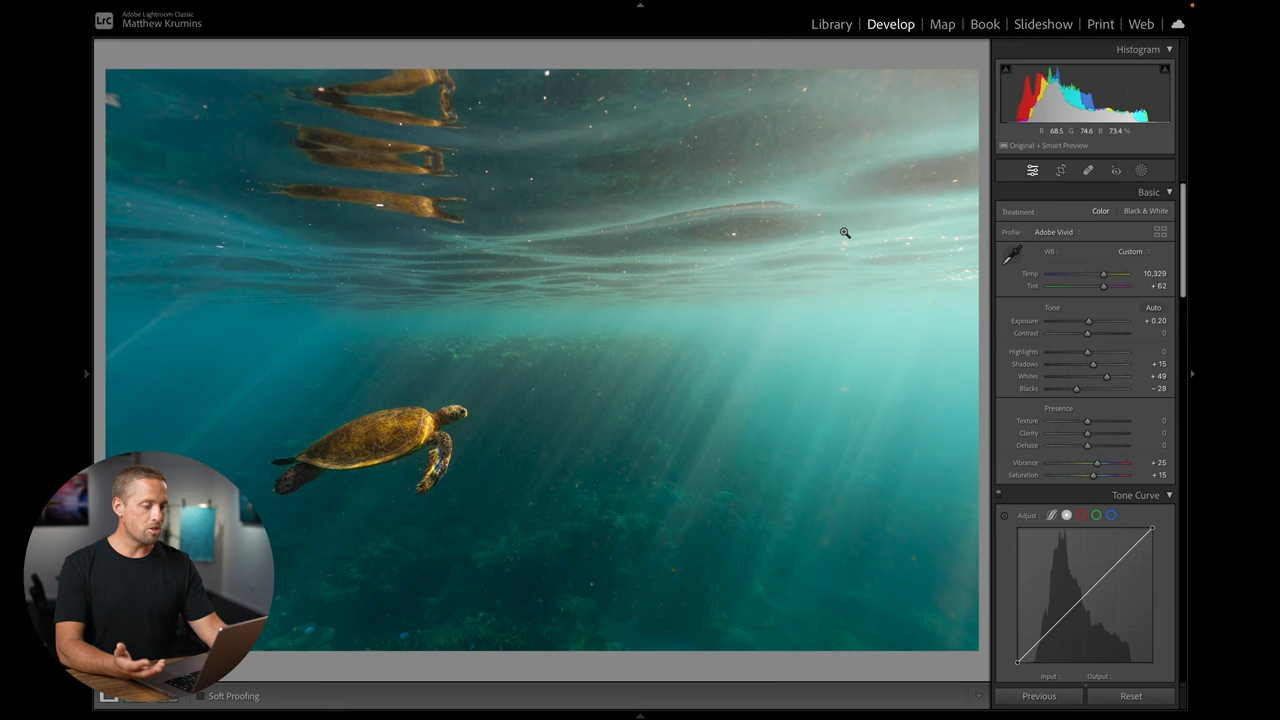 LrC
Adobe Lightroom Classic
Matthew Krumins
Library | Develop | Map | Book | Slideshow | Print | Web
Histogram
R 68.5 G 74.6 B 73.4 %
Original + Smart Preview
Basic
Treatment : Color Black & White
Profile : Adobe Vivid
WB : Custom
Temp 10,329
Tint + 62
Tone Auto
Exposure + 0.20
Contrast 0
Highlights 0
Shadows + 15
Whites + 49
Blacks − 28
Presence
Texture 0
Clarity 0
Dehaze 0
Vibrance + 25
Saturation + 15
Tone Curve
Adjust :
Input : Output :
Soft Proofing
Previous Reset